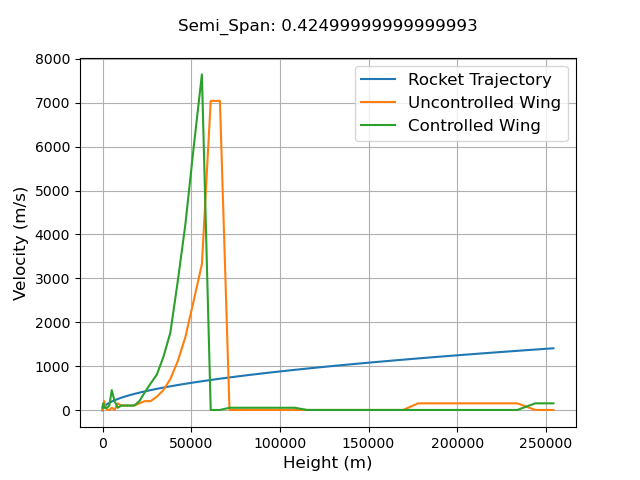 Semi_Span: 0.42499999999999993
8000
7000
6000
5000
4000
3000
2000
1000
0
Velocity (m/s)
Rocket Trajectory
Uncontrolled Wing
Controlled Wing
0 50000 100000 150000 200000 250000
Height (m)